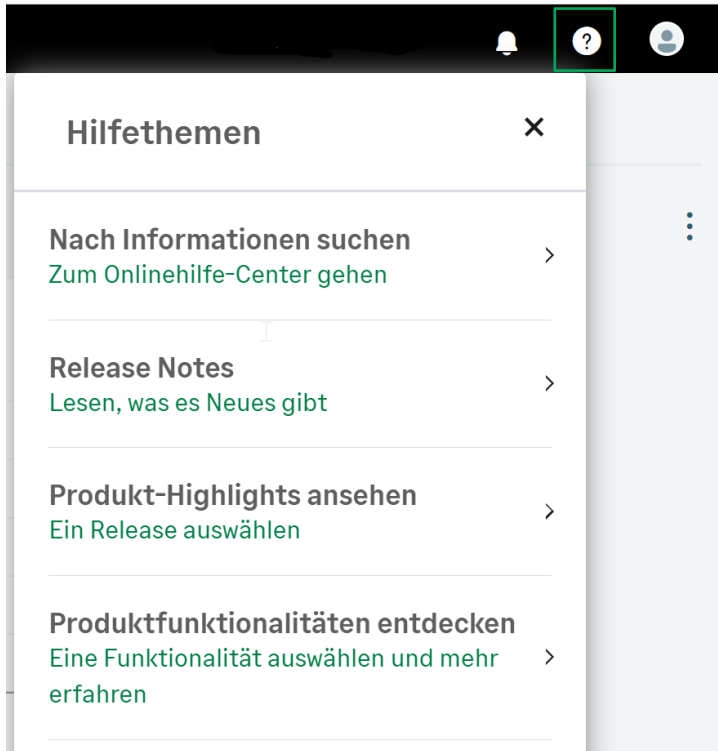 Hilfethemen
Nach Informationen suchen
Zum Onlinehilfe-Center gehen
Release Notes
Lesen, was es Neues gibt
Produkt-Highlights ansehen
Ein Release auswählen
Produktfunktionalitäten entdecken
Eine Funktionalität auswählen und mehr
erfahren